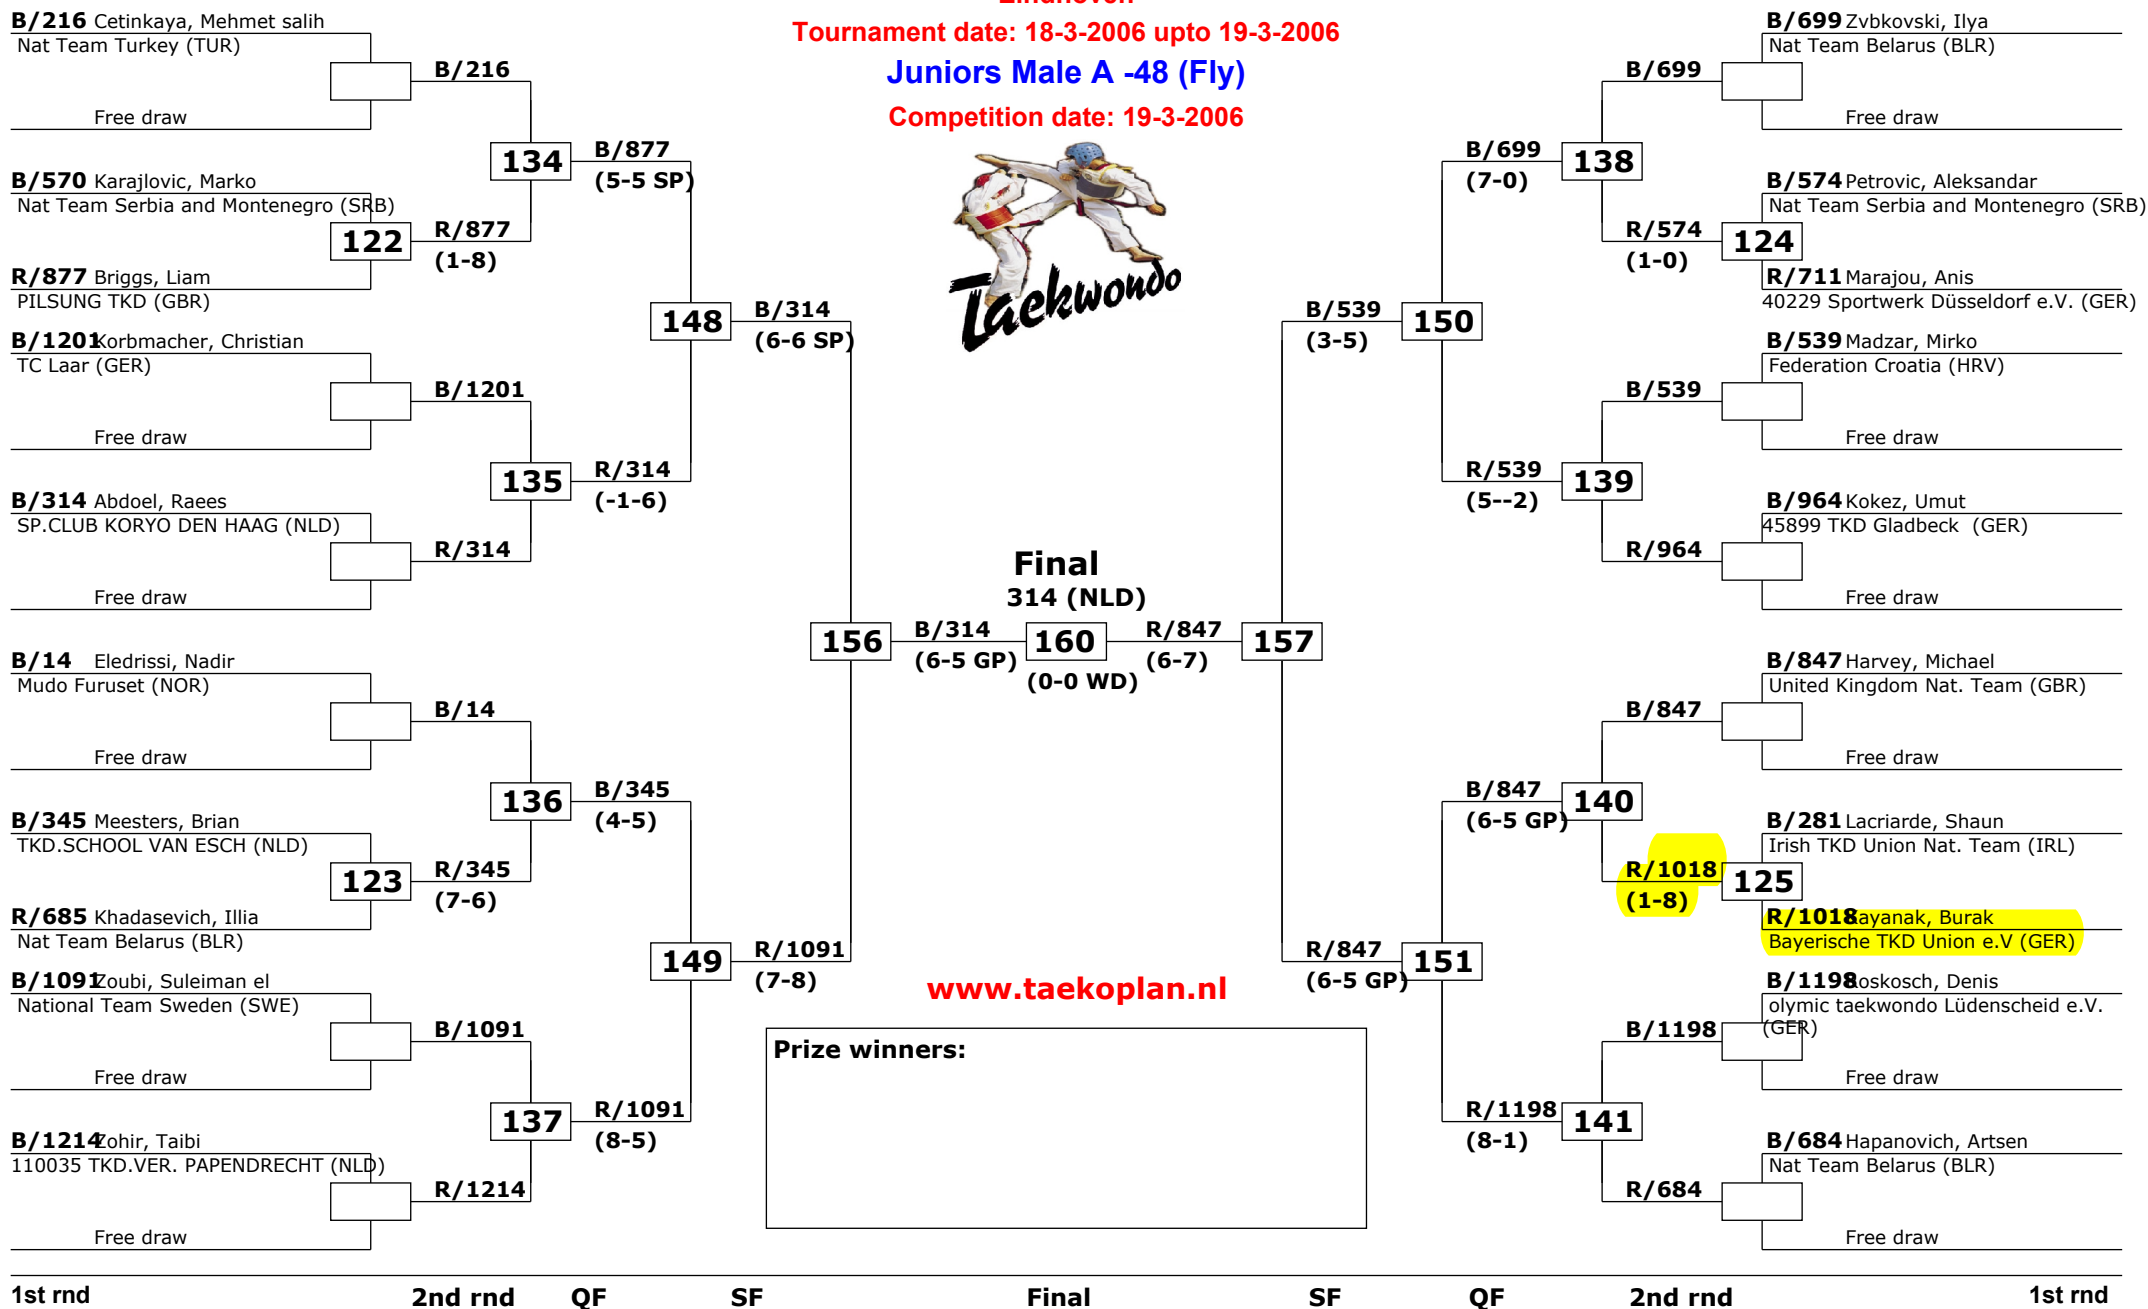 Eindhoven
Tournament date: 18-3-2006 upto 19-3-2006
Juniors Male A -48 (Fly)
Competition date: 19-3-2006
Taekwondo
B/216 Cetinkaya, Mehmet salih
Nat Team Turkey (TUR)
B/216
Free draw
134
B/877
(5-5 SP)
B/570 Karajlovic, Marko
Nat Team Serbia and Montenegro (SRB)
122
R/877
(1-8)
R/877 Briggs, Liam
PILSUNG TKD (GBR)
148
B/314
(6-6 SP)
B/1201 Korbmacher, Christian
TC Laar (GER)
B/1201
Free draw
135
R/314
(-1-6)
B/314 Abdoel, Raees
SP.CLUB KORYO DEN HAAG (NLD)
R/314
Free draw
B/14 Eledrissi, Nadir
Mudo Furuset (NOR)
B/14
Free draw
136
B/345
(4-5)
B/345 Meesters, Brian
TKD.SCHOOL VAN ESCH (NLD)
123
R/345
(7-6)
R/685 Khadasevich, Illia
Nat Team Belarus (BLR)
149
R/1091
(7-8)
B/1091 Zoubi, Suleiman el
National Team Sweden (SWE)
B/1091
Free draw
137
R/1091
(8-5)
B/1214 Zohir, Taibi
110035 TKD.VER. PAPENDRECHT (NLD)
R/1214
Free draw
Final
314 (NLD)
156
B/314
(6-5 GP)
160
(0-0 WD)
R/847
(6-7)
157
B/699 Zvbkovski, Ilya
Nat Team Belarus (BLR)
B/699
Free draw
B/699
(7-0)
138
B/574 Petrovic, Aleksandar
Nat Team Serbia and Montenegro (SRB)
R/574
(1-0)
124
R/711 Marajou, Anis
40229 Sportwerk Düsseldorf e.V. (GER)
B/539
(3-5)
150
B/539 Madzar, Mirko
Federation Croatia (HRV)
B/539
Free draw
R/539
(5--2)
139
B/964 Kokez, Umut
45899 TKD Gladbeck (GER)
R/964
Free draw
B/847 Harvey, Michael
United Kingdom Nat. Team (GBR)
B/847
Free draw
B/847
(6-5 GP)
140
B/281 Lacriarde, Shaun
Irish TKD Union Nat. Team (IRL)
R/1018
(1-8)
125
R/1018 Kayanak, Burak
Bayerische TKD Union e.V (GER)
R/847
(6-5 GP)
151
B/1198 Koskosch, Denis
olymic taekwondo Lüdenscheid e.V.
(GER)
B/1198
Free draw
R/1198
(8-1)
141
B/684 Hapanovich, Artsen
Nat Team Belarus (BLR)
R/684
Free draw
www.taekoplan.nl
Prize winners:
1st rnd 2nd rnd QF SF Final SF QF 2nd rnd 1st rnd